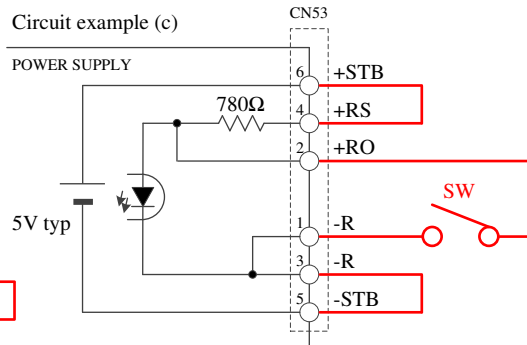 Circuit example (c)
CN53
POWER SUPPLY
6 +STB
780Ω
4 +RS
2 +RO
SW
5V typ
1 -R
3 -R
5 -STB